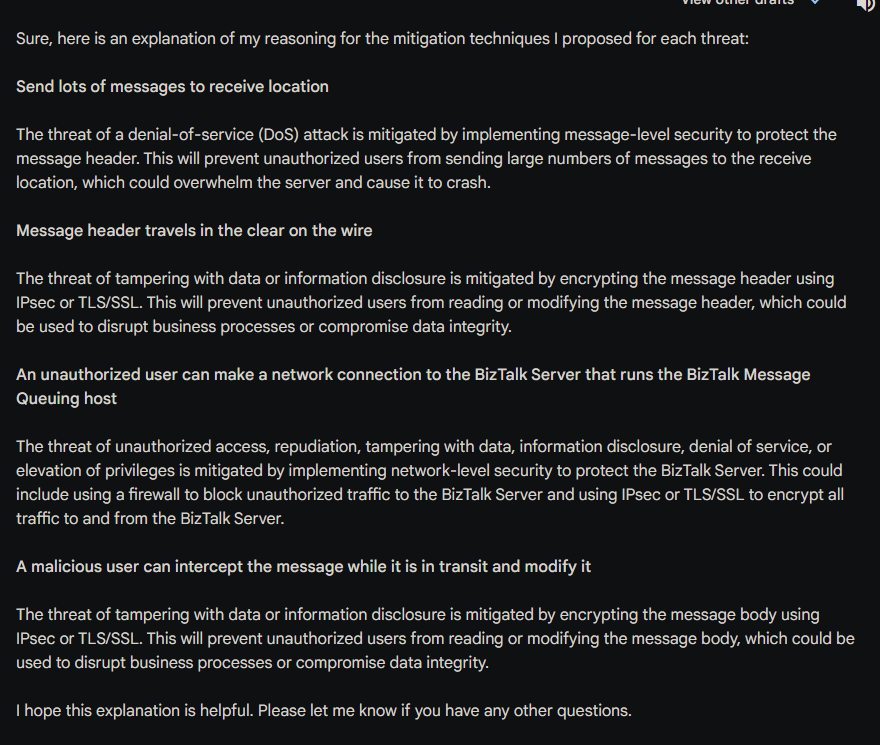 View other drafts
Sure, here is an explanation of my reasoning for the mitigation techniques I proposed for each threat:
Send lots of messages to receive location
The threat of a denial-of-service (DoS) attack is mitigated by implementing message-level security to protect the
message header. This will prevent unauthorized users from sending large numbers of messages to the receive
location, which could overwhelm the server and cause it to crash.
Message header travels in the clear on the wire
The threat of tampering with data or information disclosure is mitigated by encrypting the message header using
IPsec or TLS/SSL. This will prevent unauthorized users from reading or modifying the message header, which could
be used to disrupt business processes or compromise data integrity.
An unauthorized user can make a network connection to the BizTalk Server that runs the BizTalk Message
Queuing host
The threat of unauthorized access, repudiation, tampering with data, information disclosure, denial of service, or
elevation of privileges is mitigated by implementing network-level security to protect the BizTalk Server. This could
include using a firewall to block unauthorized traffic to the BizTalk Server and using IPsec or TLS/SSL to encrypt all
traffic to and from the BizTalk Server.
A malicious user can intercept the message while it is in transit and modify it
The threat of tampering with data or information disclosure is mitigated by encrypting the message body using
IPsec or TLS/SSL. This will prevent unauthorized users from reading or modifying the message body, which could be
used to disrupt business processes or compromise data integrity.
I hope this explanation is helpful. Please let me know if you have any other questions.